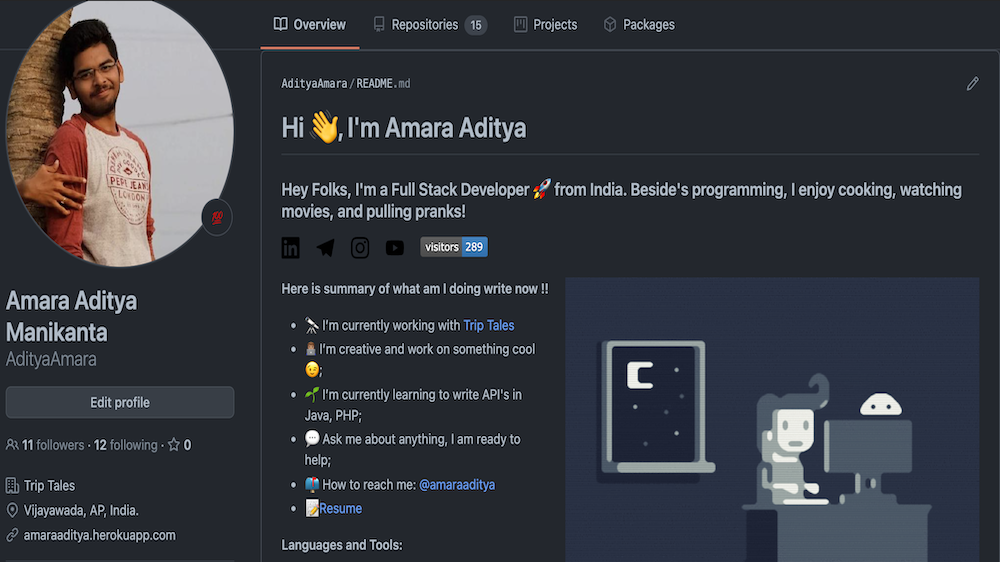 Overview
Repositories 15
Projects
Packages
AdityaAmara/README.md
Hi 👋, I'm Amara Aditya
Hey Folks, I'm a Full Stack Developer 🚀 from India. Beside's programming, I enjoy cooking, watching
movies, and pulling pranks!
visitors 289
Here is summary of what am I doing write now !!
🔭 I'm currently working with Trip Tales
👨🏽‍💻 I'm creative and work on something cool
😉;
🌱 I'm currently learning to write API's in
Java, PHP;
💬 Ask me about anything, I am ready to
help;
📫 How to reach me: @amaraaditya
📝Resume
Languages and Tools:
PEPE JEANS
LONDON
💯
Amara Aditya
Manikanta
AdityaAmara
Edit profile
11 followers · 12 following · 0
Trip Tales
Vijayawada, AP, India.
amaraaditya.herokuapp.com